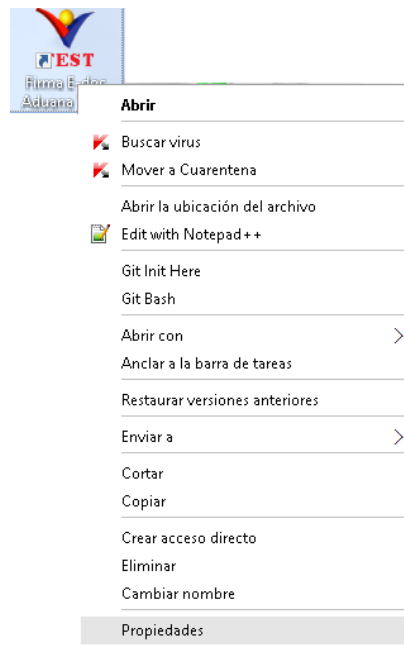 TEST
Firma E-doc
Aduana
Abrir
Buscar virus
Mover a Cuarentena
Abrir la ubicación del archivo
Edit with Notepad++
Git Init Here
Git Bash
Abrir con
Anclar a la barra de tareas
Restaurar versiones anteriores
Enviar a
Cortar
Copiar
Crear acceso directo
Eliminar
Cambiar nombre
Propiedades